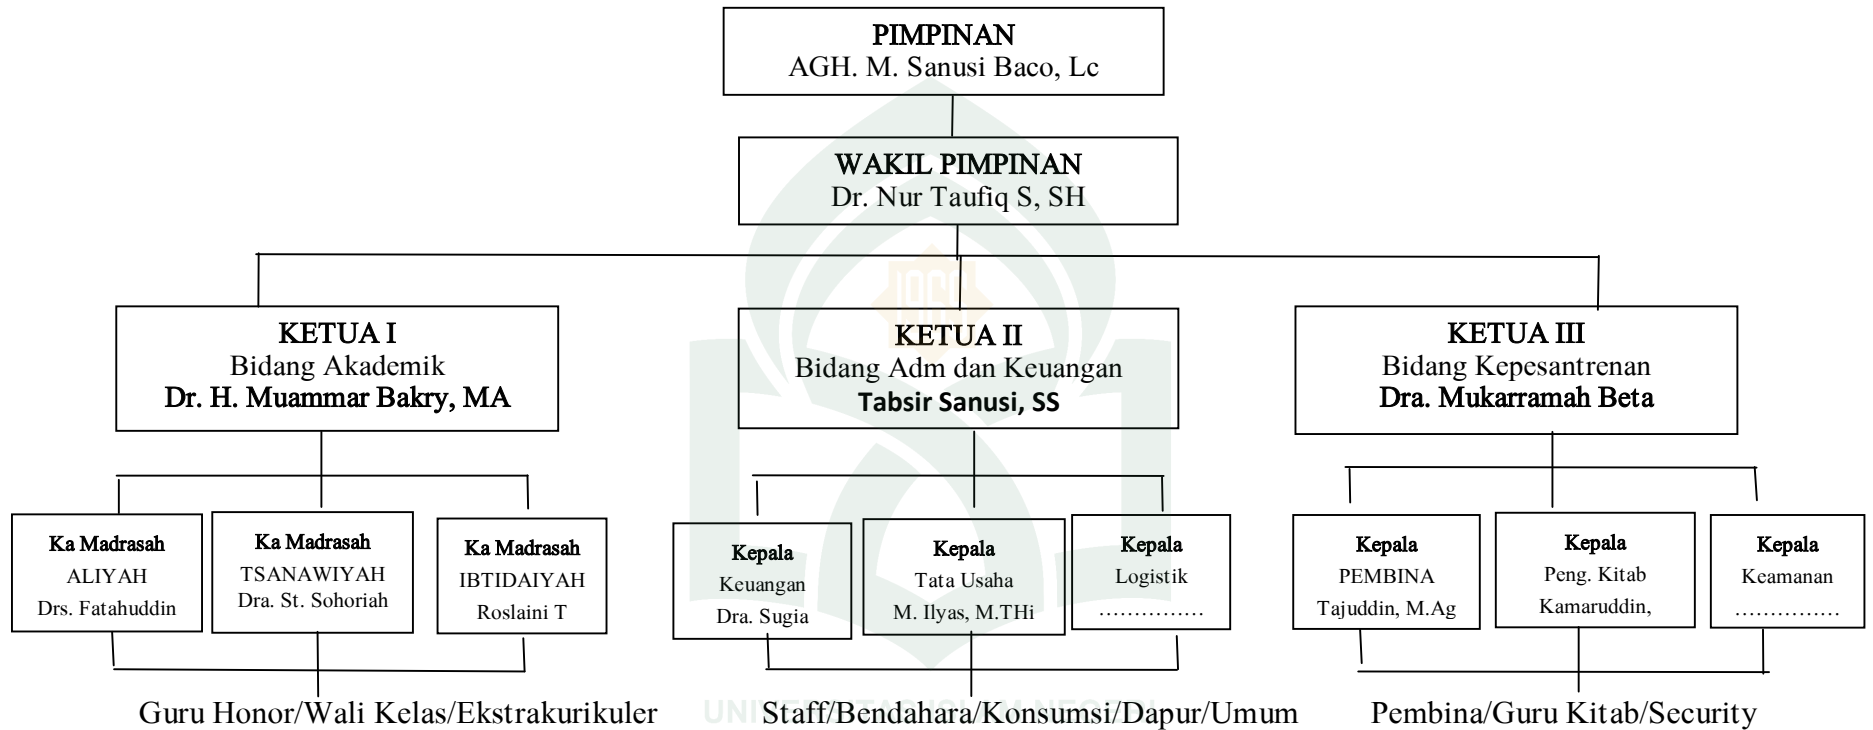 PIMPINAN
AGH. M. Sanusi Baco, Lc
WAKIL PIMPINAN
Dr. Nur Taufiq S, SH
KETUA I
Bidang Akademik
Dr. H. Muammar Bakry, MA
KETUA II
Bidang Adm dan Keuangan
Tabsir Sanusi, SS
KETUA III
Bidang Kepesantrenan
Dra. Mukarramah Beta
Ka Madrasah
ALIYAH
Drs. Fatahuddin
Ka Madrasah
TSANAWIYAH
Dra. St. Sohoriah
Ka Madrasah
IBTIDAIYAH
Roslaini T
Kepala
Keuangan
Dra. Sugia
Kepala
Tata Usaha
M. Ilyas, M.THi
Kepala
Logistik
……………
Kepala
PEMBINA
Tajuddin, M.Ag
Kepala
Peng. Kitab
Kamaruddin,
Kepala
Keamanan
……………
Guru Honor/Wali Kelas/Ekstrakurikuler
Staff/Bendahara/Konsumsi/Dapur/Umum
Pembina/Guru Kitab/Security